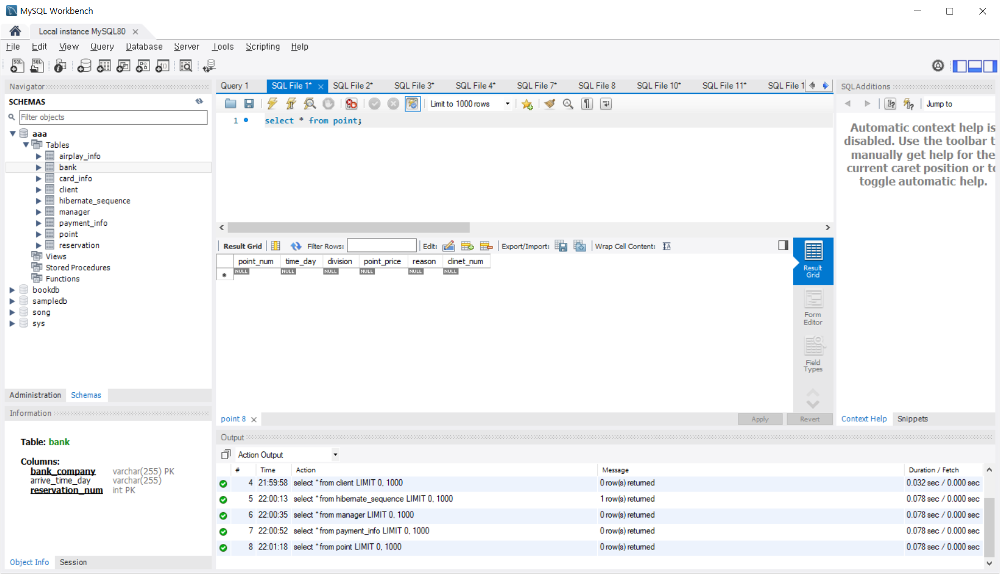 MySQL Workbench
Local instance MySQL80
File Edit View Query Database Server Tools Scripting Help
Navigator
SCHEMAS
Filter objects
aaa
Tables
airplay_info
bank
card_info
client
hibernate_sequence
manager
payment_info
point
reservation
Views
Stored Procedures
Functions
bookdb
sampledb
song
sys
Administration Schemas
Information
Table: bank
Columns:
bank_company varchar(255) PK
arrive_time_day varchar(255)
reservation_num int PK
Object Info Session
Query 1 SQL File 1* SQL File 2* SQL File 3* SQL File 4* SQL File 7* SQL File 8 SQL File 10* SQL File 11* SQL File 1
Limit to 1000 rows
1 select * from point;
Result Grid Filter Rows: Edit: Export/Import: Wrap Cell Content:
point_num time_day division point_price reason clinet_num
NULL NULL NULL NULL NULL NULL
Result
Grid
Form
Editor
Field
Types
point 8
Apply Revert
SQLAdditions
Jump to
Automatic context help is
disabled. Use the toolbar t
manually get help for the
current caret position or to
toggle automatic help.
Context Help Snippets
Output
Action Output
# Time Action Message Duration / Fetch
4 21:59:58 select * from client LIMIT 0, 1000 0 row(s) returned 0.032 sec / 0.000 sec
5 22:00:13 select * from hibernate_sequence LIMIT 0, 1000 1 row(s) returned 0.078 sec / 0.000 sec
6 22:00:35 select * from manager LIMIT 0, 1000 0 row(s) returned 0.078 sec / 0.000 sec
7 22:00:52 select * from payment_info LIMIT 0, 1000 0 row(s) returned 0.078 sec / 0.000 sec
8 22:01:18 select * from point LIMIT 0, 1000 0 row(s) returned 0.078 sec / 0.000 sec